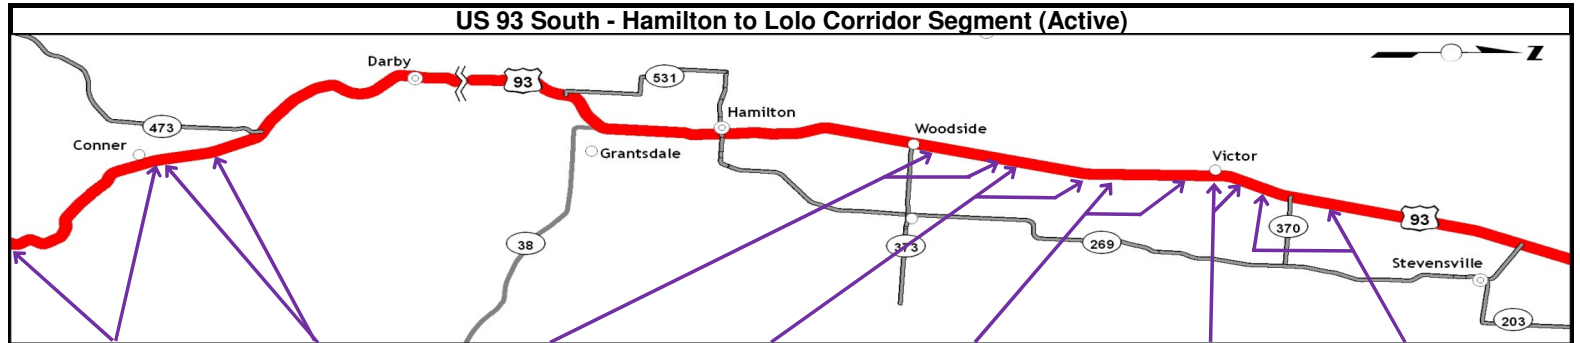 US 93 South - Hamilton to Lolo Corridor Segment (Active)
Darby
93
531
Z
473
Conner
Hamilton
Grantsdale
Woodside
Victor
38
373
269
370
93
Stevensville
203